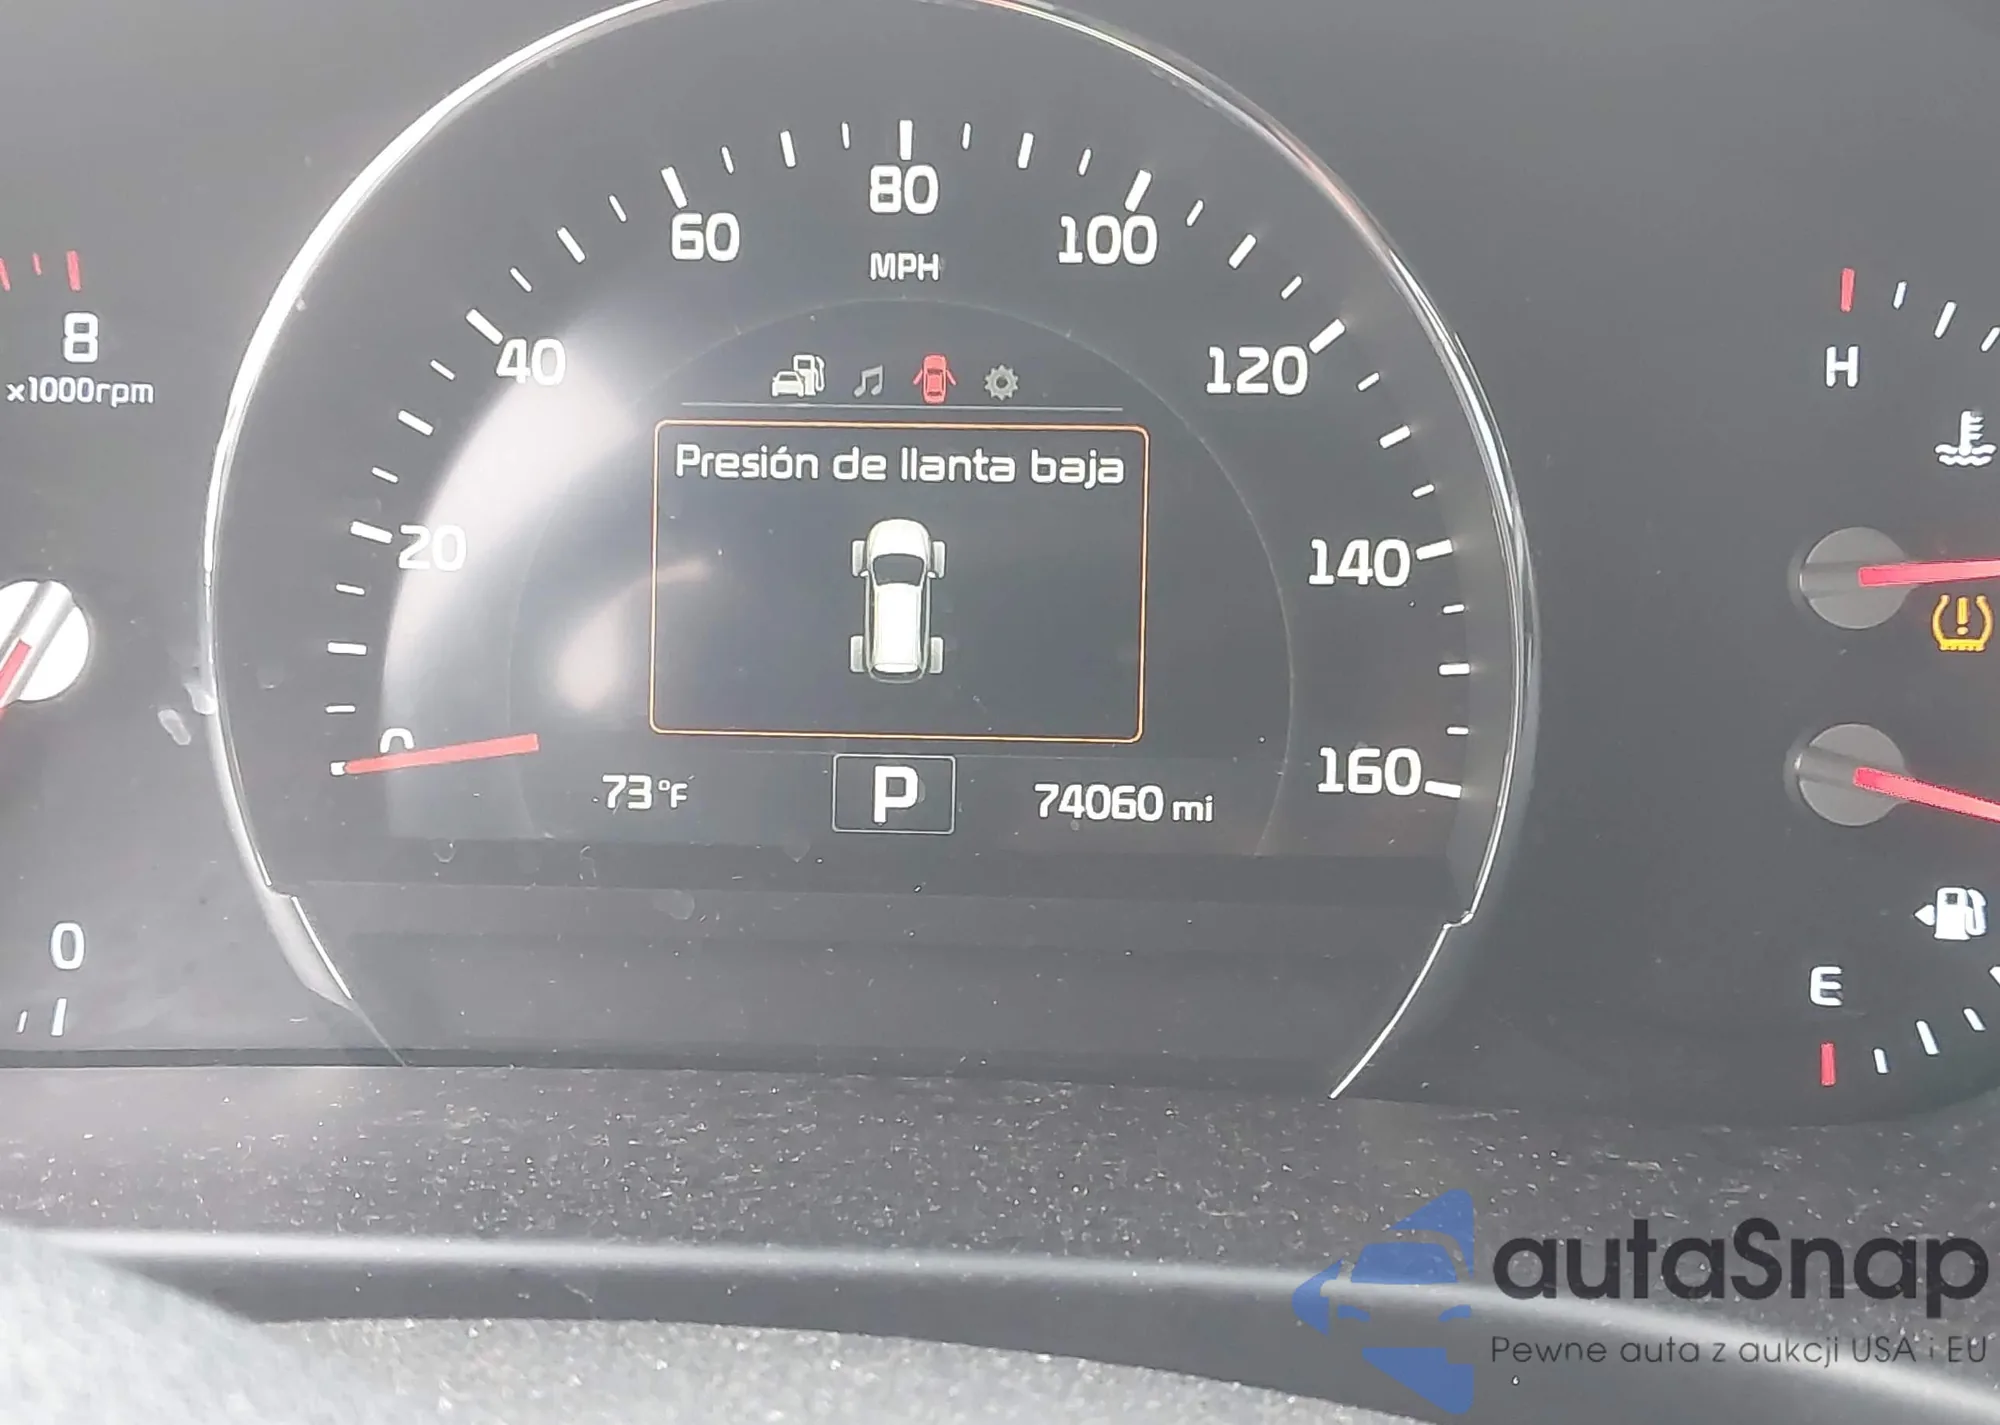 80
60
100
MPH
8
x1000rpm
40
120
H
Presión de llanta baja
20
140
0
73°F
P
74060 mi
160
0
E
autaSnap
Pewne auta z aukcji USA i EU